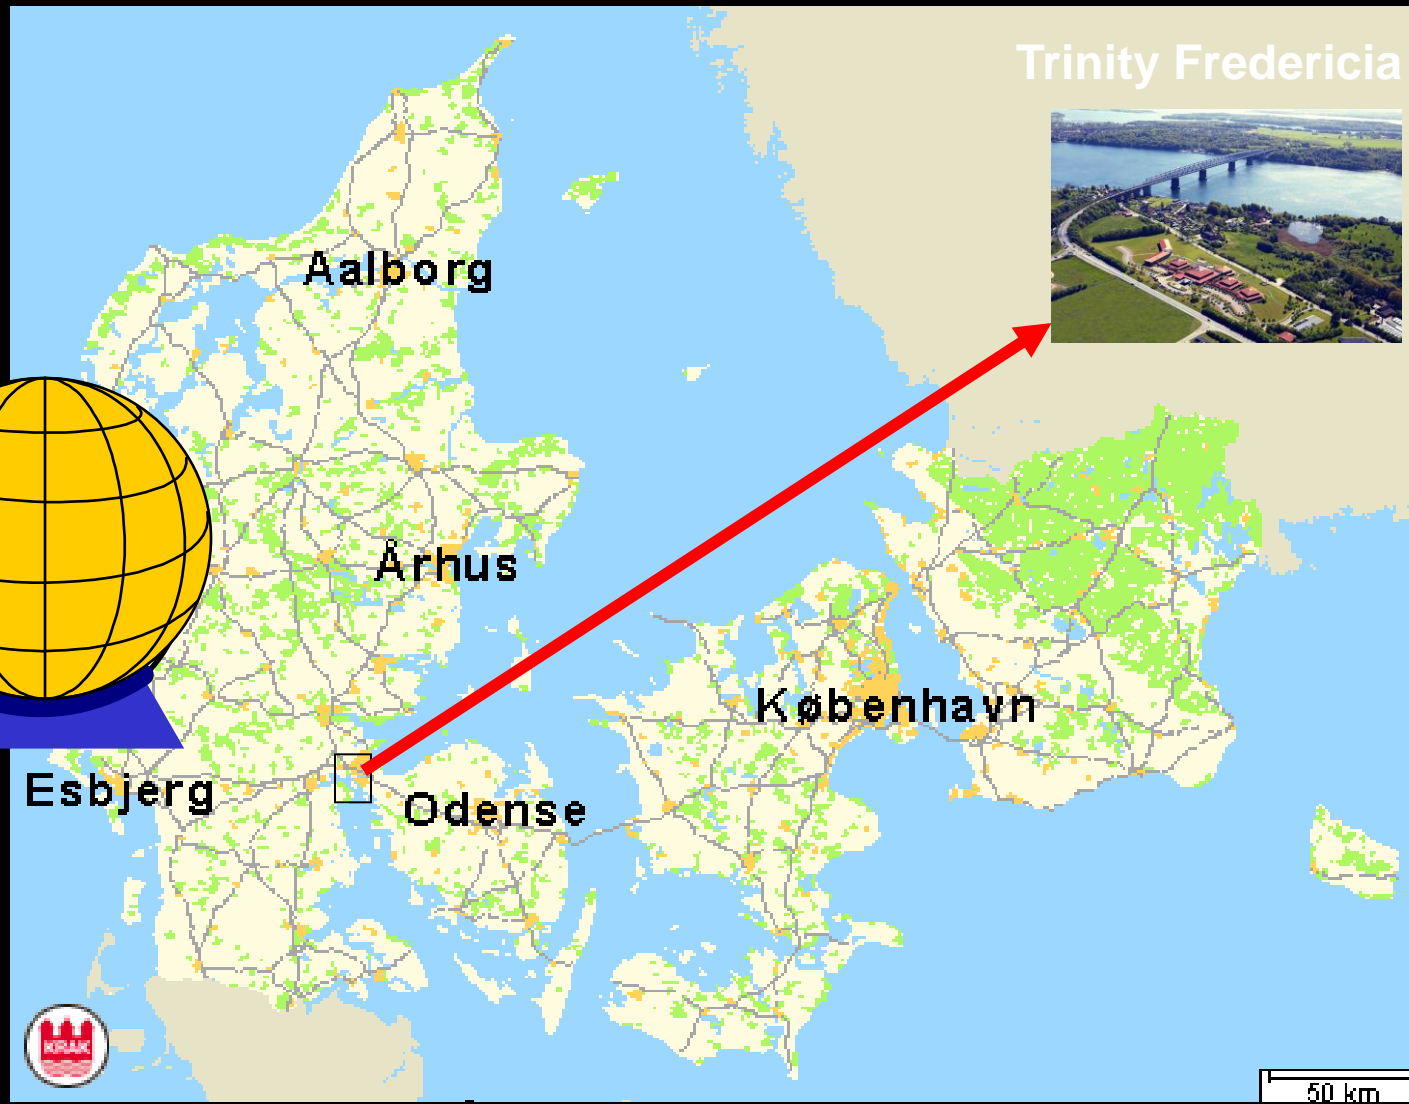 Trinity Fredericia
Aalborg
Århus
København
Esbjerg
Odense
KRAK
50 km